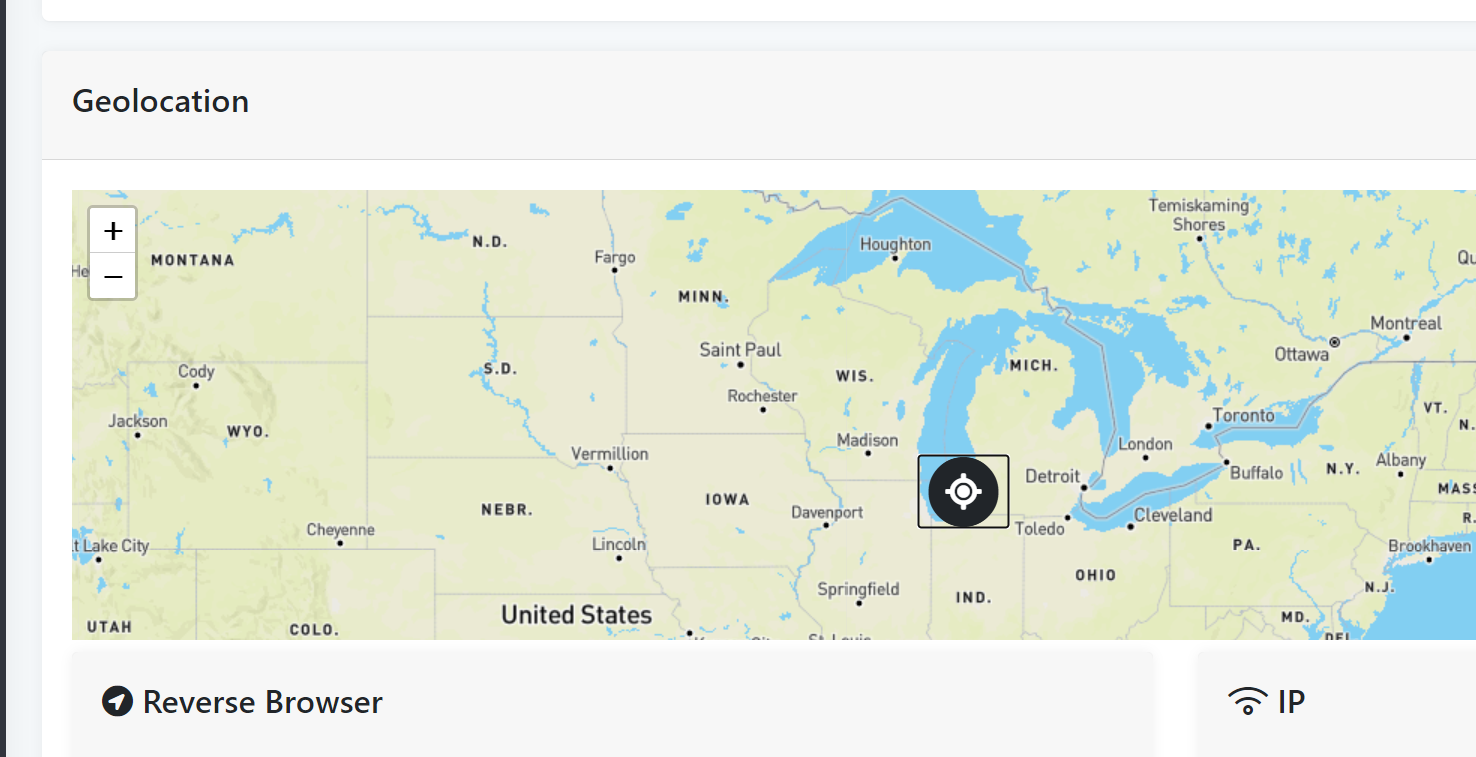 Geolocation
+
−
MONTANA
N.D.
Fargo
MINN.
Houghton
Temiskaming
Shores
Saint Paul
Montreal
Ottawa
Cody
S.D.
WIS.
MICH.
Rochester
Jackson
WYO.
Toronto
VT.
Madison
London
Vermillion
Detroit
Buffalo
N.Y.
Albany
NEBR.
IOWA
Davenport
Toledo
Cleveland
MASS
Cheyenne
Lincoln
t Lake City
PA.
Brookhaven
OHIO
Springfield
IND.
N.J.
United States
MD.
UTAH
COLO.
St. Louis
DEL
Reverse Browser
IP